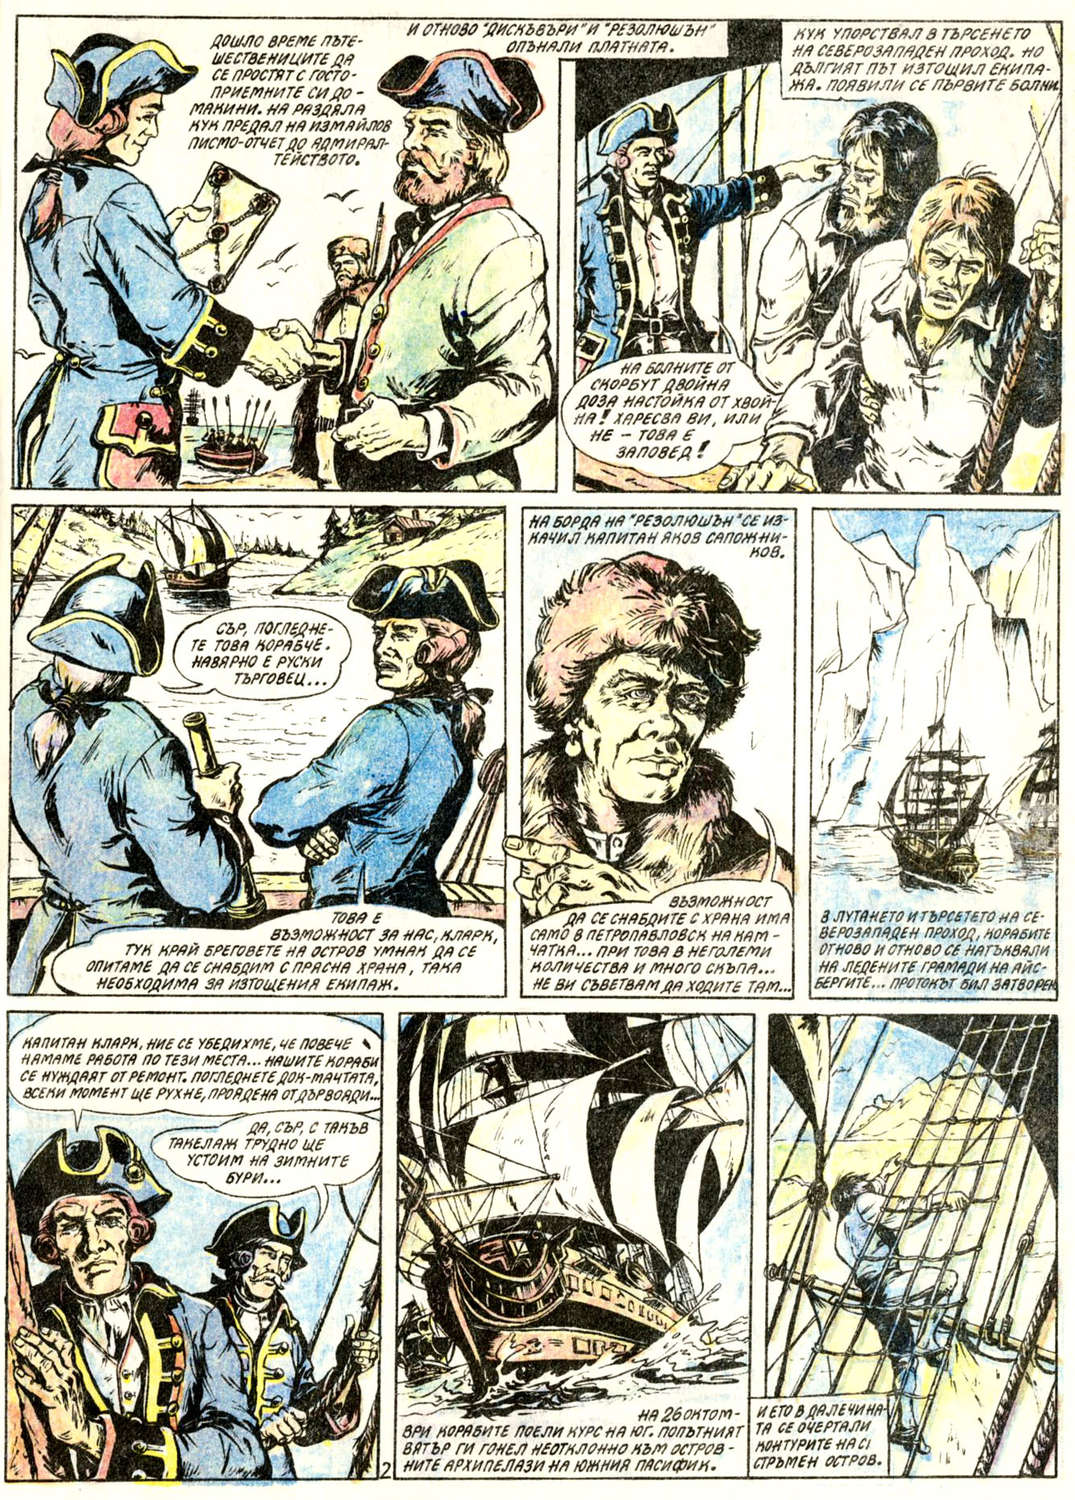 ДОШЛО ВРЕМЕ ПЪТЕ-
ШЕСТВЕНИЦИТЕ ДА
СЕ ПРОСТЯТ С ГОСТО-
ПРИЕМНИТЕ СИ ДО-
МАКИНИ. НА РАЗДЯЛА
КУК ПРЕДАЛ НА ИЗМАЙЛОВ
ПИСМО-ОТЧЕТ ДО АДМИРАЛ-
ТЕЙСТВОТО.
И ОТНОВО "ДИСКЪВЪРИ" И "РЕЗОЛЮШЪН"
ОПЪНАЛИ ПЛАТНАТА.
КУК УПОРСТВАЛ В ТЪРСЕНЕТО
НА СЕВЕРОЗАПАДЕН ПРОХОД. НО
ДЪЛГИЯТ ПЪТ ИЗТОЩИЛ ЕКИПА-
ЖА. ПОЯВИЛИ СЕ ПЪРВИТЕ БОЛНИ.
НА БОЛНИТЕ ОТ
СКОРБУТ ДВОЙНА
ДОЗА НАСТОЙКА ОТ ХВОЙ-
НА! ХАРЕСВА ВИ, ИЛИ
НЕ - ТОВА Е
ЗАПОВЕД!
СЪР, ПОГЛЕДНЕ-
ТЕ ТОВА КОРАБЧЕ.
НАВЯРНО Е РУСКИ
ТЪРГОВЕЦ...
ТОВА Е
ВЪЗМОЖНОСТ ЗА НАС, КЛАРК,
ТУК КРАЙ БРЕГОВЕТЕ НА ОСТРОВ УМНАК ДА СЕ
ОПИТАМЕ ДА СЕ СНАБДИМ С ПРЯСНА ХРАНА, ТАКА
НЕОБХОДИМА ЗА ИЗТОЩЕНИЯ ЕКИПАЖ.
НА БОРДА НА "РЕЗОЛЮШЪН" СЕ ИЗ-
КАЧИЛ КАПИТАН ЯКОВ САПОЖНИ-
КОВ.
ВЪЗМОЖНОСТ
ДА СЕ СНАБДИТЕ С ХРАНА ИМА
САМО В ПЕТРОПАВЛОВСК НА КАМ-
ЧАТКА... ПРИ ТОВА В НЕГОЛЕМИ
КОЛИЧЕСТВА И МНОГО СКЪПА...
НЕ ВИ СЪВЕТВАМ ДА ХОДИТЕ ТАМ...
В ЛУТАНЕТО И ТЪРСЕТЕТО НА СЕ-
ВЕРОЗАПАДЕН ПРОХОД, КОРАБИТЕ
ОТНОВО И ОТНОВО СЕ НАТЪКВАЛИ
НА ЛЕДЕНИТЕ ГРАМАДИ НА АЙС-
БЕРГИТЕ... ПРОТОКЪТ БИЛ ЗАТВОРЕН
КАПИТАН КЛАРК, НИЕ СЕ УБЕДИХМЕ, ЧЕ ПОВЕЧЕ
НЯМАМЕ РАБОТА ПО ТЕЗИ МЕСТА... НАШИТЕ КОРАБИ
СЕ НУЖДАЯТ ОТ РЕМОНТ. ПОГЛЕДНЕТЕ ДОК-МАЧТАТА,
ВСЕКИ МОМЕНТ ЩЕ РУХНЕ, ПРОЯДЕНА ОТ ДЪРВОЯДИ...
ДА, СЪР, С ТАКЪВ
ТАКЕЛАЖ ТРУДНО ЩЕ
УСТОИМ НА ЗИМНИТЕ
БУРИ...
2
НА 26 ОКТОМ-
ВРИ КОРАБИТЕ ПОЕЛИ КУРС НА ЮГ. ПОПЪТНИЯТ
ВЯТЪР ГИ ГОНЕЛ НЕОТКЛОННО КЪМ ОСТРОВ-
НИТЕ АРХИПЕЛАЗИ НА ЮЖНИЯ ПАСИФИК.
И ЕТО В ДАЛЕЧИНА-
ТА СЕ ОЧЕРТАЛИ
КОНТУРИТЕ НА
СТРЪМЕН ОСТРОВ.